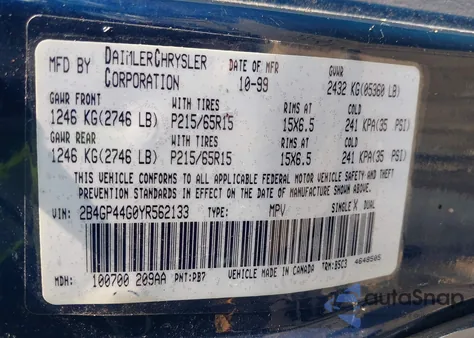 MFD BY DAIMLERCHRYSLER CORPORATION DATE OF MFR 10-99 GVWR 2432 KG(05360 LB)
GAWR FRONT WITH TIRES RIMS AT COLD
1246 KG(2746 LB) P215/65R15 15X6.5 241 KPA(35 PSI)
GAWR REAR WITH TIRES RIMS AT COLD
1246 KG(2746 LB) P215/65R15 15X6.5 241 KPA(35 PSI)
THIS VEHICLE CONFORMS TO ALL APPLICABLE FEDERAL MOTOR VEHICLE SAFETY AND THEFT
PREVENTION STANDARDS IN EFFECT ON THE DATE OF MANUFACTURE SHOWN ABOVE.
VIN: 2B4GP44G0YR562133 TYPE: MPV SINGLE X DUAL
MDH: 100700 209AA PNT:PB7 VEHICLE MADE IN CANADA TRM:B5C3 4648505
autoSnap